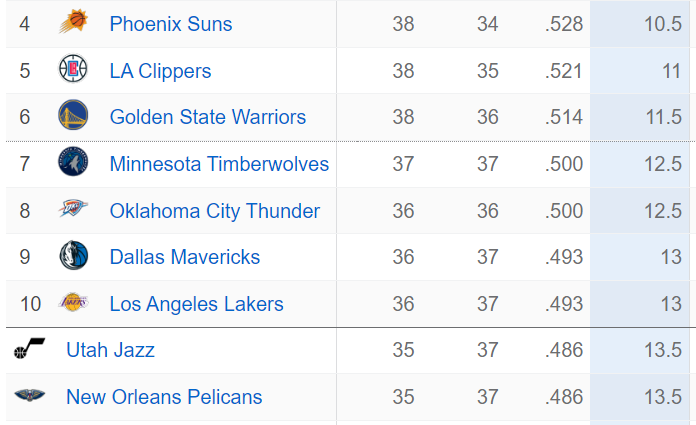 4 Phoenix Suns 38 34 .528 10.5
5 LA Clippers 38 35 .521 11
6 Golden State Warriors 38 36 .514 11.5
7 Minnesota Timberwolves 37 37 .500 12.5
8 Oklahoma City Thunder 36 36 .500 12.5
9 Dallas Mavericks 36 37 .493 13
10 Los Angeles Lakers 36 37 .493 13
Utah Jazz 35 37 .486 13.5
New Orleans Pelicans 35 37 .486 13.5